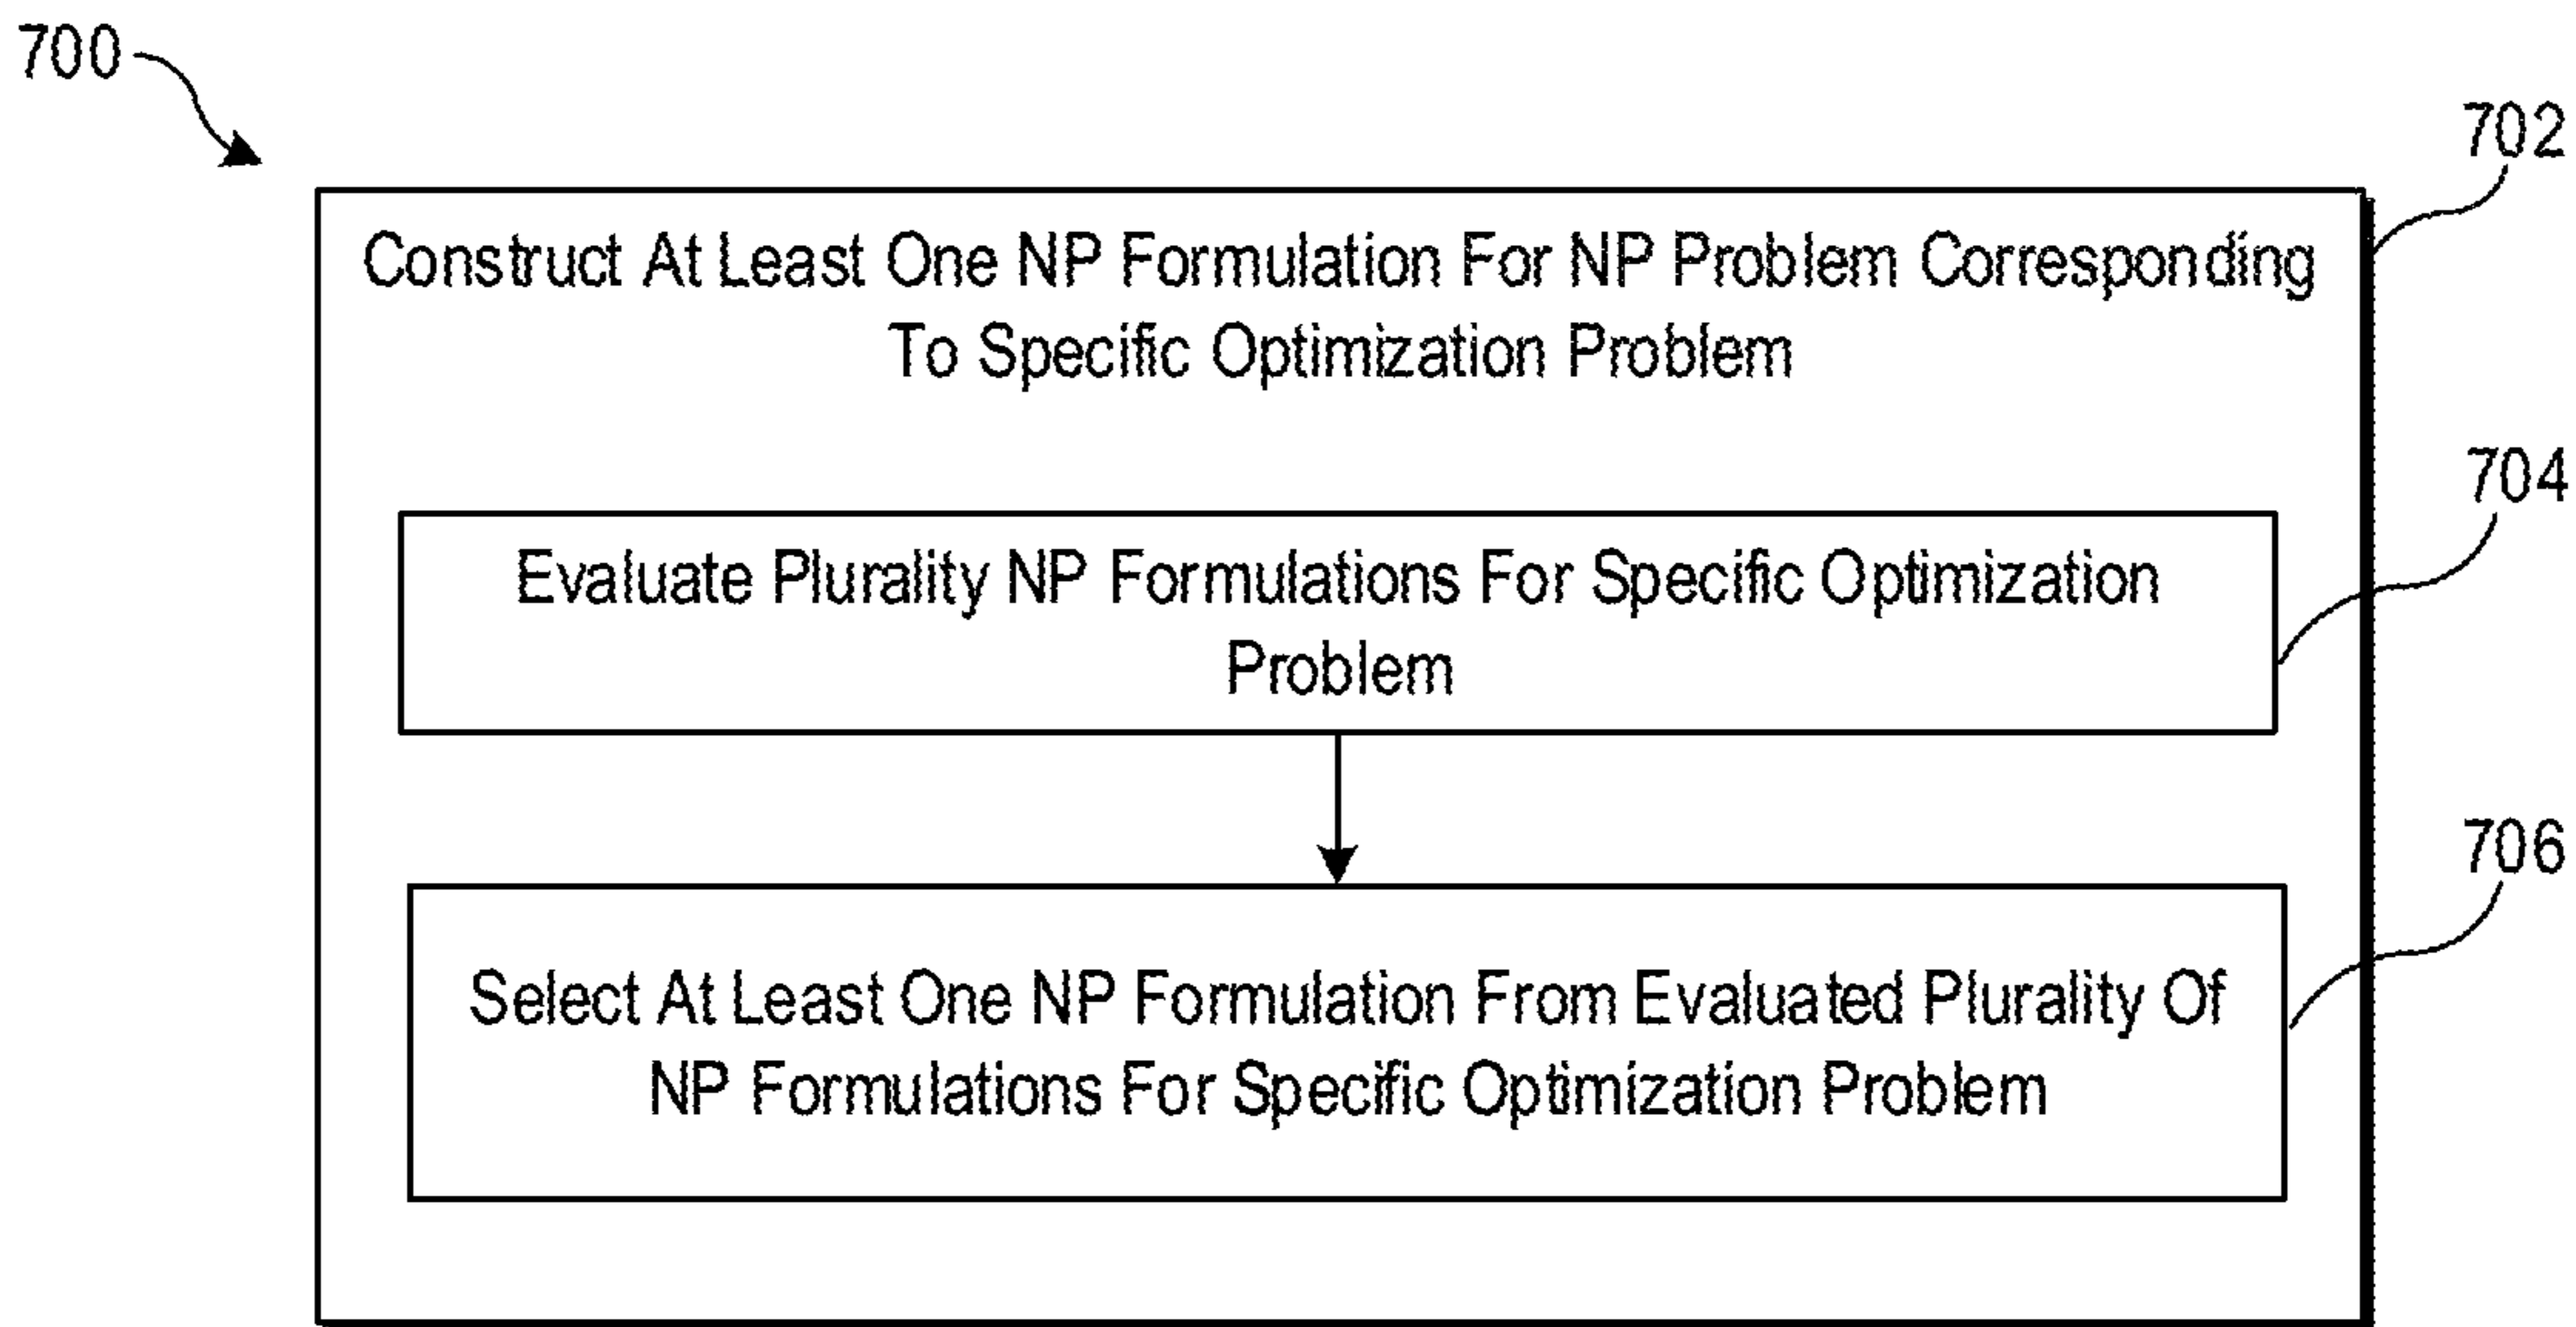 700
702
Construct At Least One NP Formulation For NP Problem Corresponding
To Specific Optimization Problem
704
Evaluate Plurality NP Formulations For Specific Optimization
Problem
706
Select At Least One NP Formulation From Evaluated Plurality Of
NP Formulations For Specific Optimization Problem